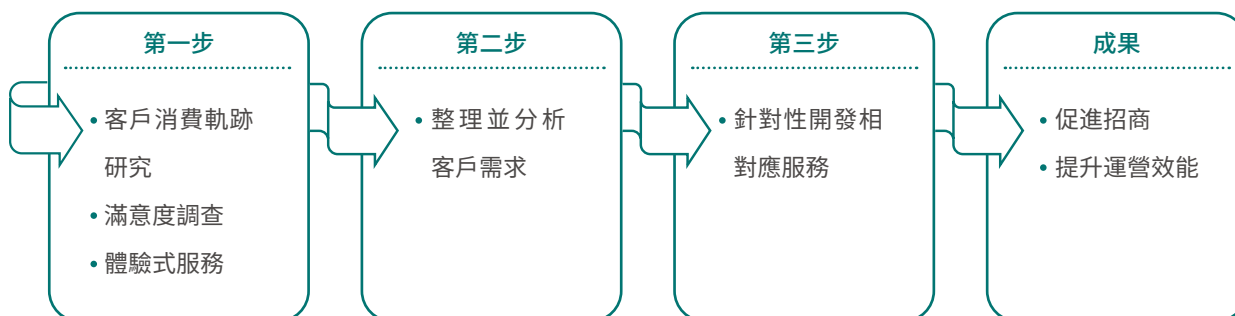 第一步
• 客戶消費軌跡
研究
• 滿意度調查
• 體驗式服務
第二步
• 整理並分析
客戶需求
第三步
• 針對性開發相
對應服務
成果
• 促進招商
• 提升運營效能